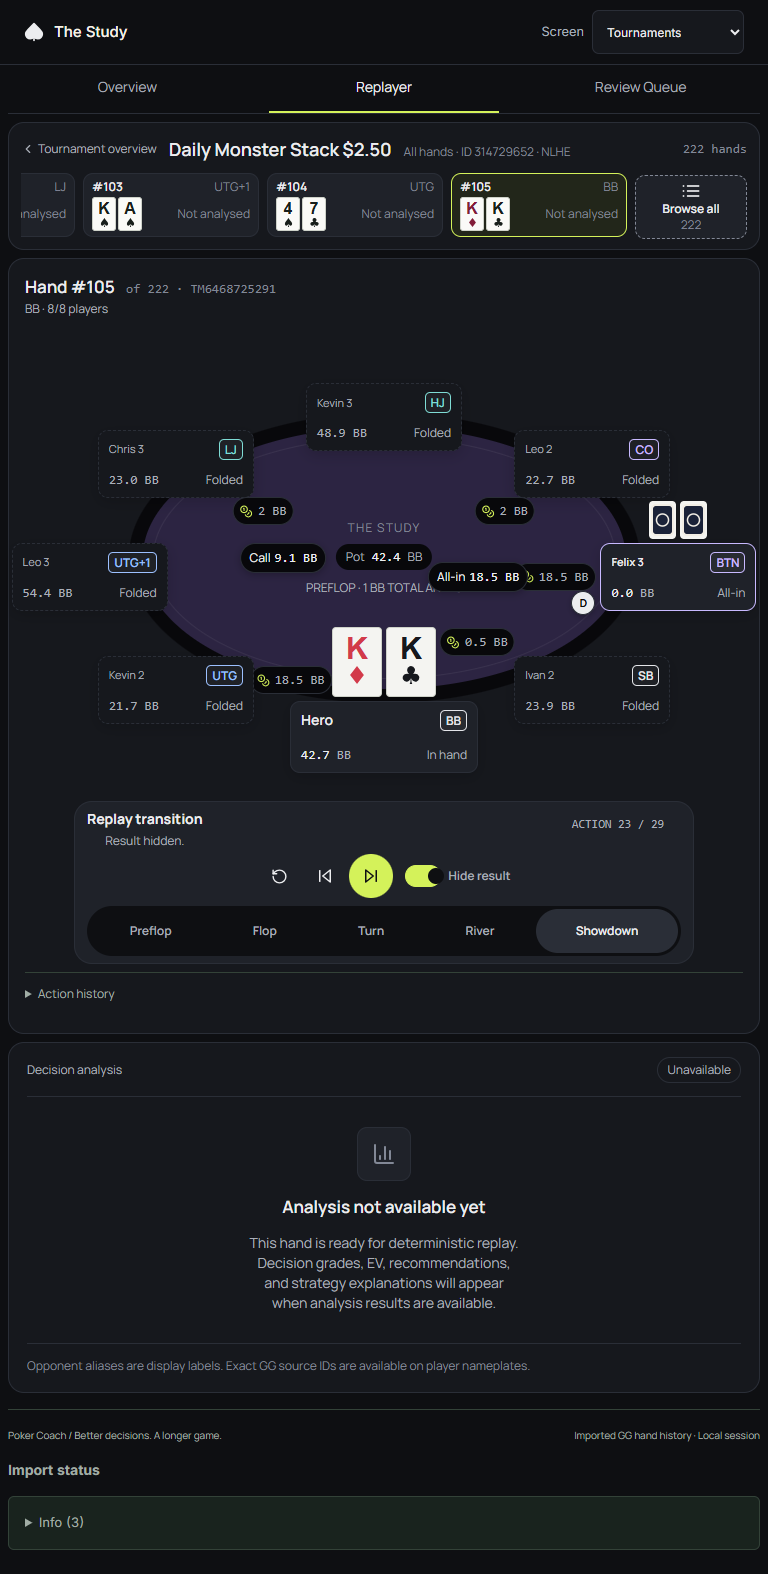 The Study
Screen
Tournaments
Overview
Replayer
Review Queue
Tournament overview
Daily Monster Stack $2.50
All hands · ID 314729652 · NLHE
222 hands
LJ
nalysed
#103
UTG+1
K A
Not analysed
#104
UTG
4 7
Not analysed
#105
BB
K K
Not analysed
Browse all
222
Hand #105
of 222 · TM6468725291
BB · 8/8 players
Kevin 3
HJ
48.9 BB
Folded
Chris 3
LJ
23.0 BB
Folded
Leo 2
CO
22.7 BB
Folded
2 BB
2 BB
THE STUDY
Call 9.1 BB
Pot 42.4 BB
Leo 3
UTG+1
54.4 BB
Folded
All-in 18.5 BB
18.5 BB
Felix 3
BTN
0.0 BB
All-in
PREFLOP · 1 BB TOTAL
D
K K
0.5 BB
Kevin 2
UTG
21.7 BB
Folded
18.5 BB
Ivan 2
SB
23.9 BB
Folded
Hero
BB
42.7 BB
In hand
Replay transition
ACTION 23 / 29
Result hidden.
Hide result
Preflop
Flop
Turn
River
Showdown
Action history
Decision analysis
Unavailable
Analysis not available yet
This hand is ready for deterministic replay.
Decision grades, EV, recommendations,
and strategy explanations will appear
when analysis results are available.
Opponent aliases are display labels. Exact GG source IDs are available on player nameplates.
Poker Coach / Better decisions. A longer game.
Imported GG hand history · Local session
Import status
Info (3)